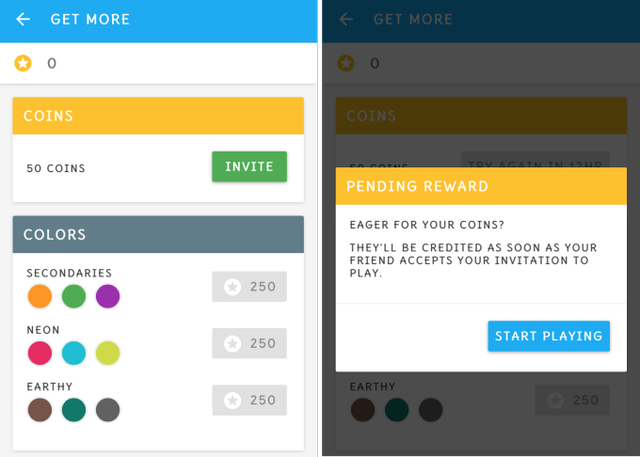 GET MORE
0
COINS
50 COINS
INVITE
COLORS
SECONDARIES
250
NEON
250
EARTHY
250
GET MORE
0
COINS
50 COINS
TRY AGAIN IN 12HR
PENDING REWARD
EAGER FOR YOUR COINS?
THEY'LL BE CREDITED AS SOON AS YOUR
FRIEND ACCEPTS YOUR INVITATION TO
PLAY.
START PLAYING
EARTHY
250